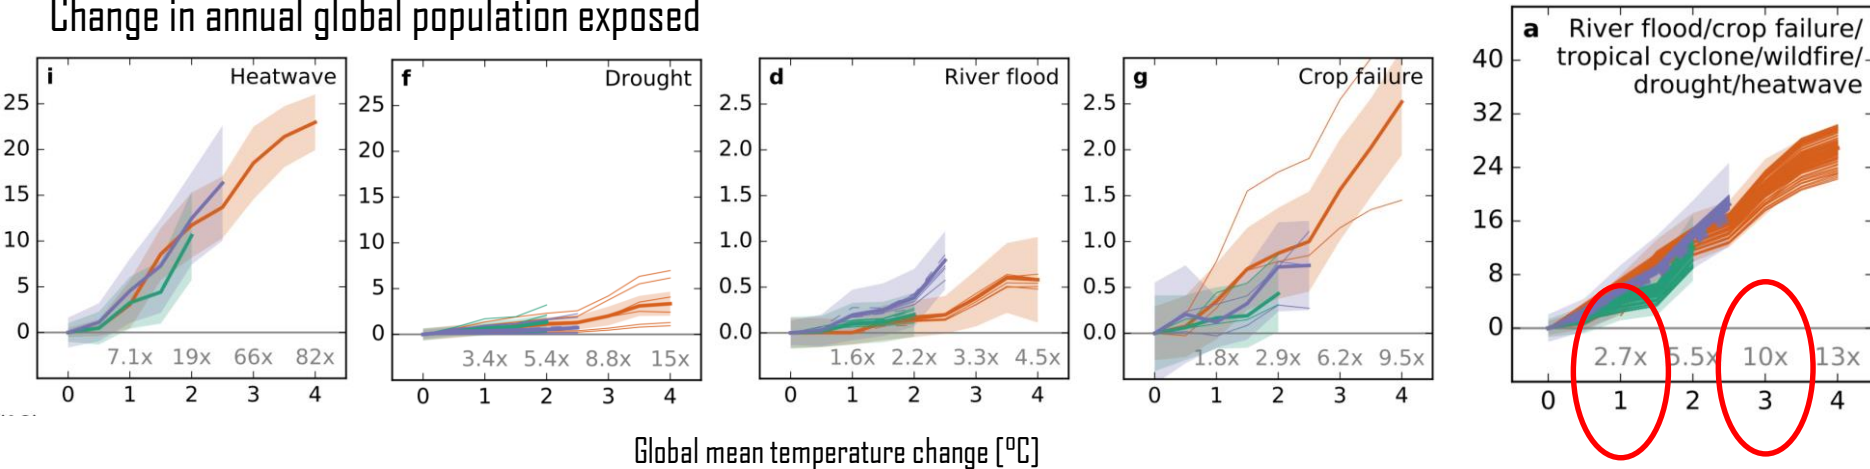 Change in annual global population exposed
i Heatwave
25
20
15
10
5
0
7.1x 19x 66x 82x
0 1 2 3 4
f Drought
25
20
15
10
5
0
3.4x 5.4x 8.8x 15x
0 1 2 3 4
d River flood
2.5
2.0
1.5
1.0
0.5
0.0
1.6x 2.2x 3.3x 4.5x
0 1 2 3 4
g Crop failure
2.5
2.0
1.5
1.0
0.5
0.0
1.8x 2.9x 6.2x 9.5x
0 1 2 3 4
a River flood/crop failure/
tropical cyclone/wildfire/
drought/heatwave
40
32
24
16
8
0
2.7x 5.5x 10x 13x
0 1 2 3 4
Global mean temperature change [°C]